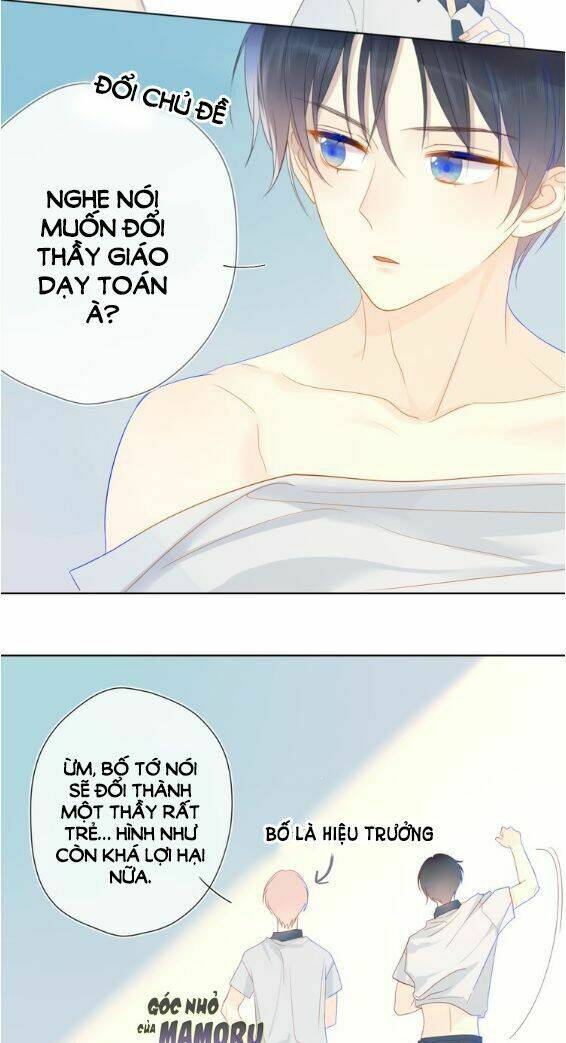 ĐỔI CHỦ ĐỀ
NGHE NÓI
MUỐN ĐỔI
THẦY GIÁO
DẠY TOÁN
À?
ỪM, BỐ TỚ NÓI
SẼ ĐỔI THÀNH
MỘT THẦY RẤT
TRẺ... HÌNH NHƯ
CÒN KHÁ LỢI HẠI
NỮA.
BỐ LÀ HIỆU TRƯỞNG
GÓC NHỎ
CỦA MAMORU